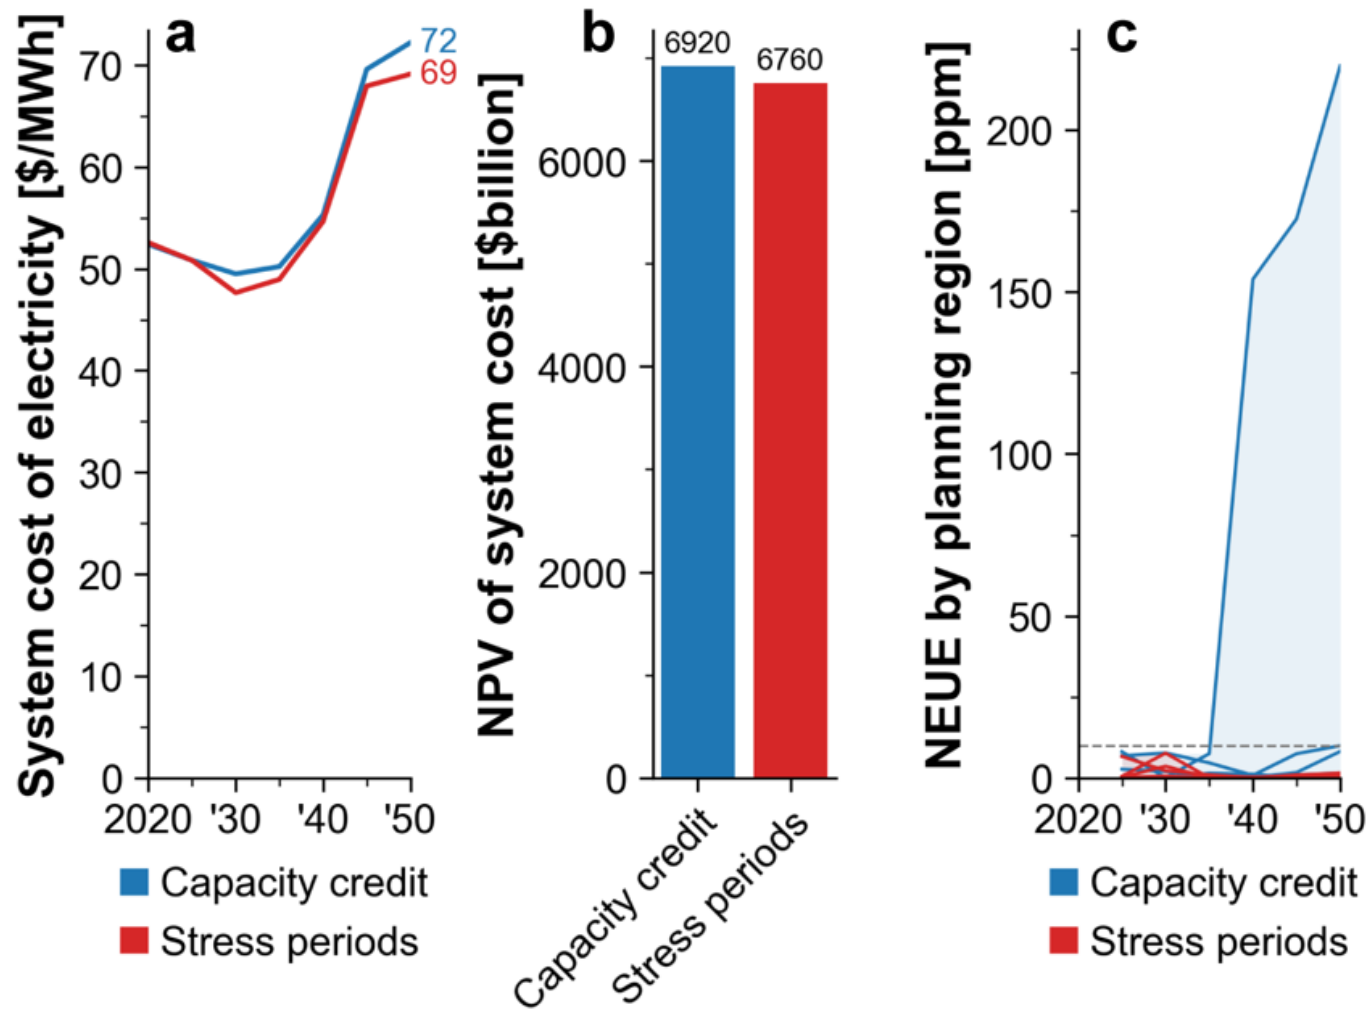 a
System cost of electricity [$/MWh]
70
60
50
40
30
20
10
0
2020 '30 '40 '50
72
69
Capacity credit
Stress periods
b
NPV of system cost [$billion]
6000
4000
2000
0
6920
6760
Capacity credit
Stress periods
c
NEUE by planning region [ppm]
200
150
100
50
0
2020 '30 '40 '50
Capacity credit
Stress periods